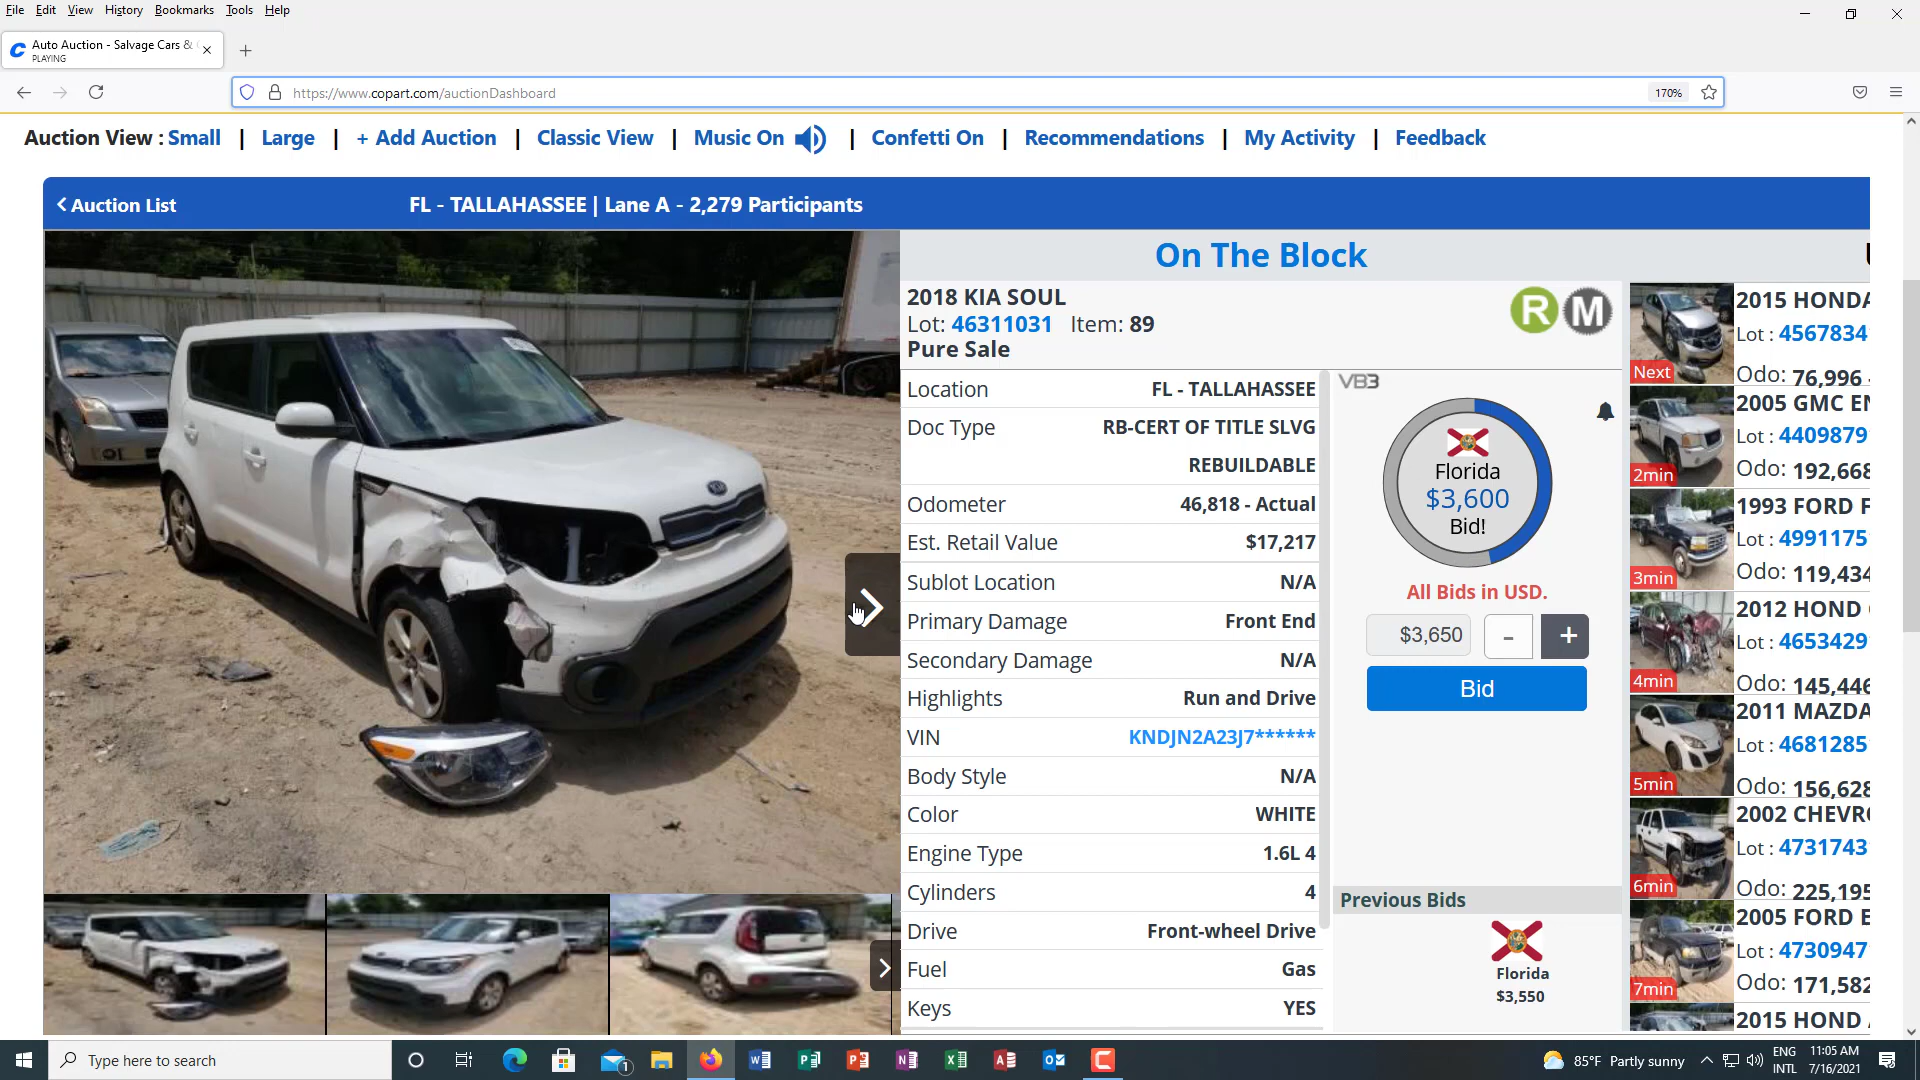 File Edit View History Bookmarks Tools Help
Auto Auction - Salvage Cars &
PLAYING
https://www.copart.com/auctionDashboard
170%
Auction View : Small | Large | + Add Auction | Classic View | Music On | Confetti On | Recommendations | My Activity | Feedback
Auction List
FL - TALLAHASSEE | Lane A - 2,279 Participants
On The Block
2018 KIA SOUL
Lot: 46311031 Item: 89
Pure Sale
R M
Location FL - TALLAHASSEE
Doc Type RB-CERT OF TITLE SLVG
REBUILDABLE
Odometer 46,818 - Actual
Est. Retail Value $17,217
Sublot Location N/A
Primary Damage Front End
Secondary Damage N/A
Highlights Run and Drive
VIN KNDJN2A23J7******
Body Style N/A
Color WHITE
Engine Type 1.6L 4
Cylinders 4
Drive Front-wheel Drive
Fuel Gas
Keys YES
VB3
Florida
$3,600
Bid!
All Bids in USD.
$3,650 - +
Bid
Previous Bids
Florida
$3,550
2015 HONDA
Lot : 4567834
Odo: 76,996
Next
2005 GMC EN
Lot : 4409879
Odo: 192,668
2min
1993 FORD F
Lot : 4991175
Odo: 119,434
3min
2012 HOND
Lot : 4653429
Odo: 145,446
4min
2011 MAZDA
Lot : 4681285
Odo: 156,628
5min
2002 CHEVR
Lot : 4731743
Odo: 225,195
6min
2005 FORD E
Lot : 4730947
Odo: 171,582
7min
2015 HOND
Type here to search
1
85°F Partly sunny
ENG
INTL
11:05 AM
7/16/2021